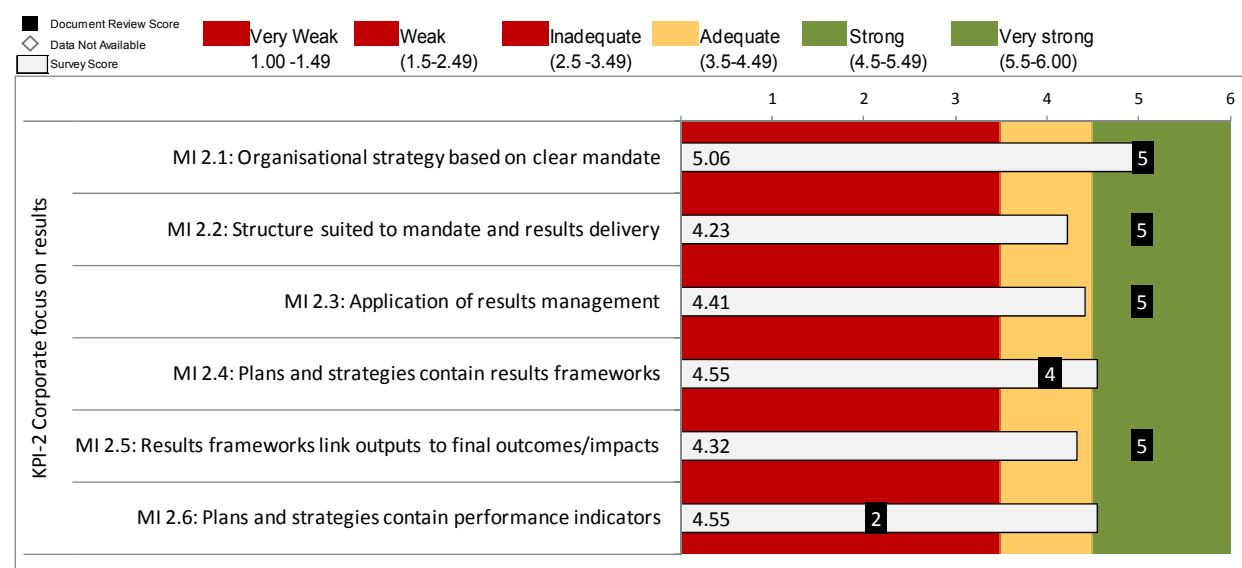 Document Review Score
Data Not Available
Survey Score
Very Weak
1.00 -1.49
Weak
(1.5-2.49)
Inadequate
(2.5 -3.49)
Adequate
(3.5-4.49)
Strong
(4.5-5.49)
Very strong
(5.5-6.00)
1 2 3 4 5 6
KPI-2 Corporate focus on results
MI 2.1: Organisational strategy based on clear mandate 5.06 5
MI 2.2: Structure suited to mandate and results delivery 4.23 5
MI 2.3: Application of results management 4.41 5
MI 2.4: Plans and strategies contain results frameworks 4.55 4
MI 2.5: Results frameworks link outputs to final outcomes/impacts 4.32 5
MI 2.6: Plans and strategies contain performance indicators 4.55 2